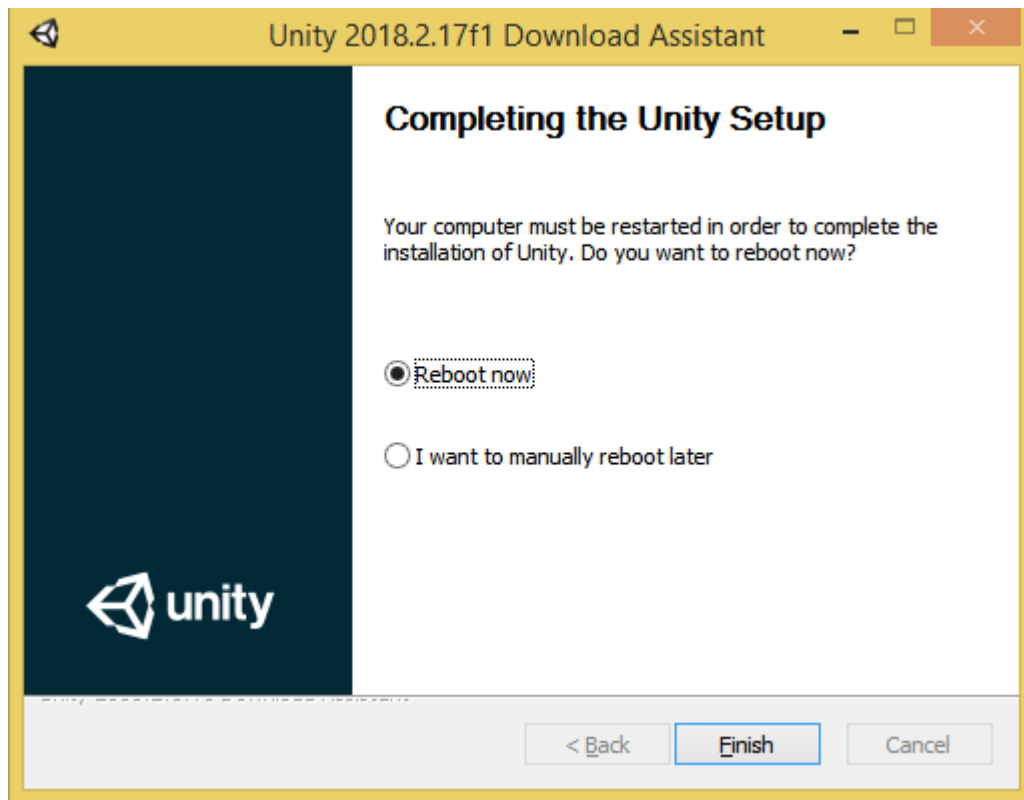 Unity 2018.2.17f1 Download Assistant
Completing the Unity Setup
Your computer must be restarted in order to complete the
installation of Unity. Do you want to reboot now?
Reboot now
I want to manually reboot later
unity
< Back
Finish
Cancel